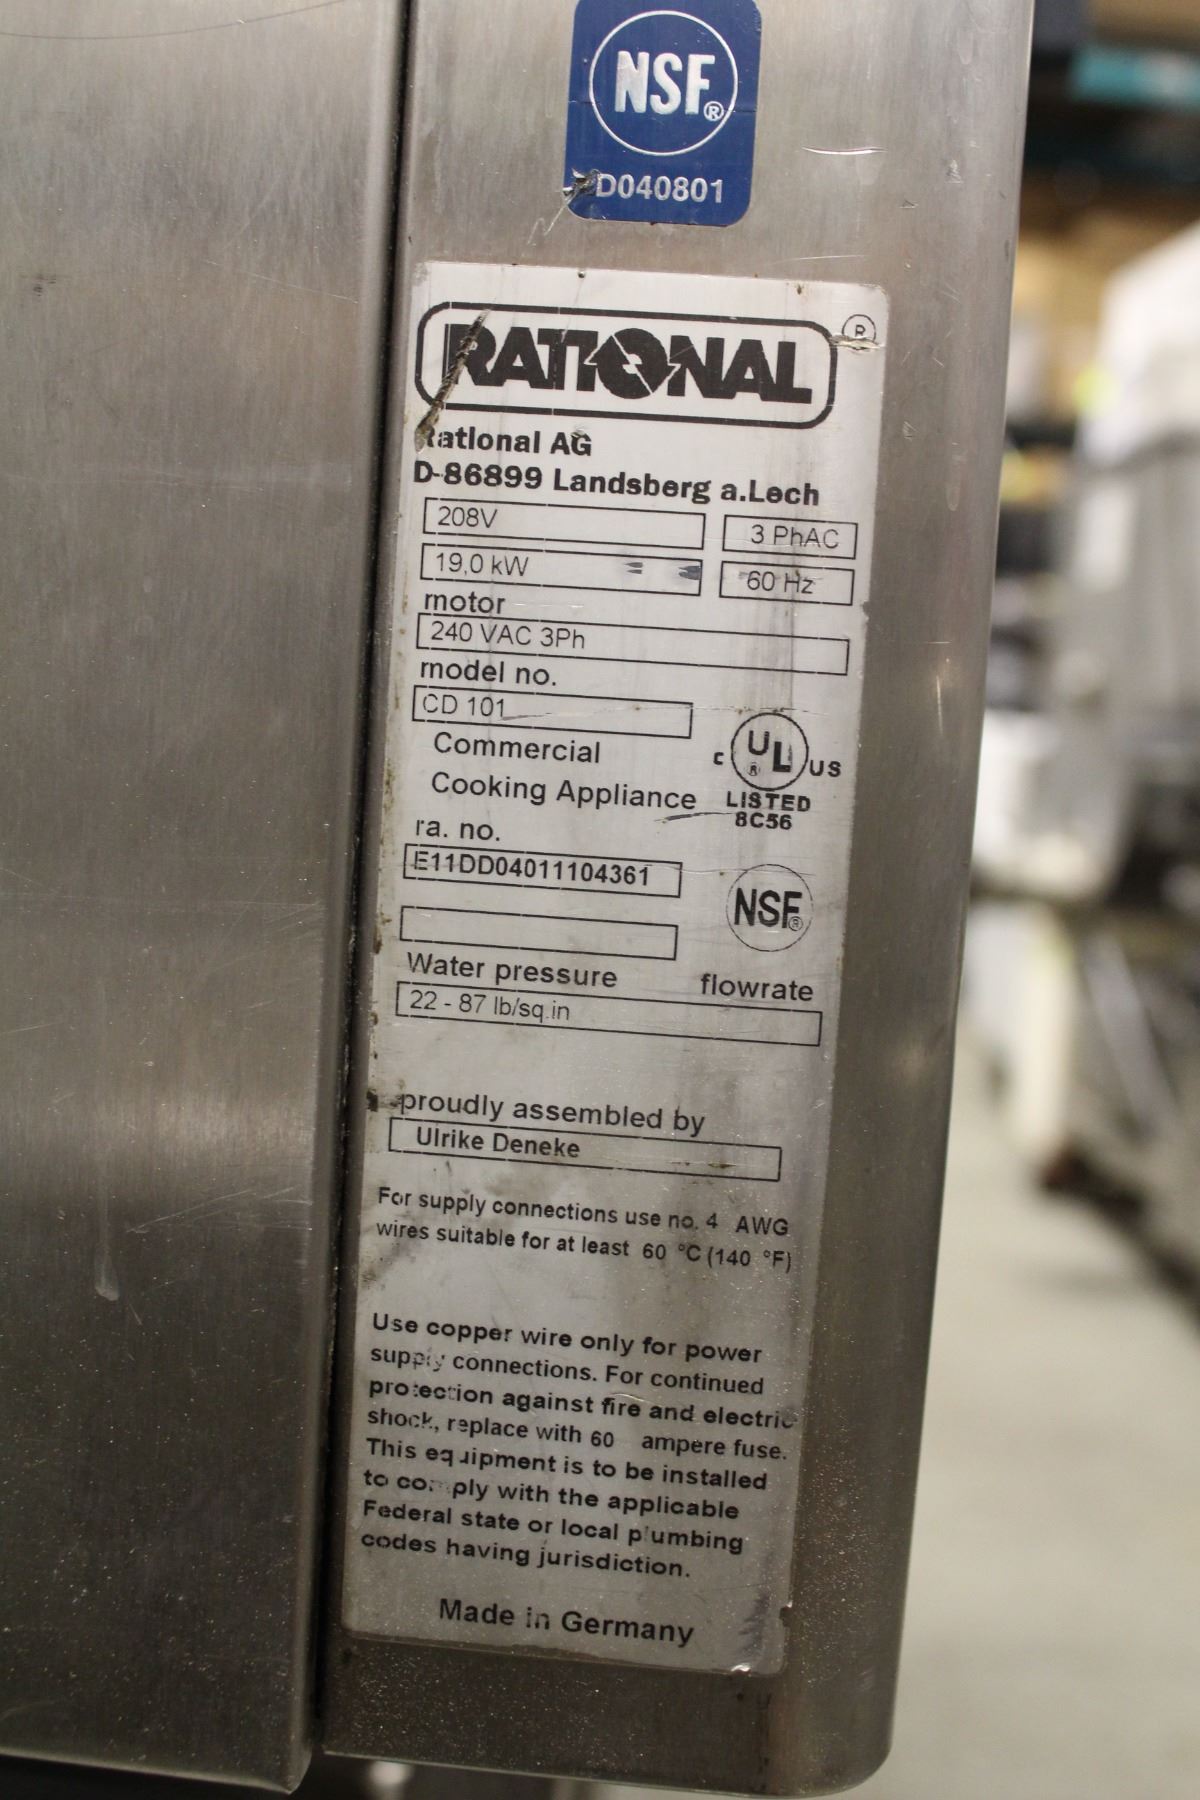 NSF®
D040801
RATIONAL ®
Rational AG
D-86899 Landsberg a.Lech
208V 3 PhAC
19,0 kW 60 Hz
motor
240 VAC 3Ph
model no.
CD 101
Commercial
Cooking Appliance
C UL ® US
LISTED
8C56
ra. no.
E11DD04011104361
NSF®
Water pressure flowrate
22 - 87 lb/sq.in
proudly assembled by
Ulrike Deneke
For supply connections use no. 4 AWG
wires suitable for at least 60 °C (140 °F)
Use copper wire only for power
supply connections. For continued
protection against fire and electric
shock, replace with 60 ampere fuse.
This equipment is to be installed
to comply with the applicable
Federal state or local plumbing
codes having jurisdiction.
Made in Germany